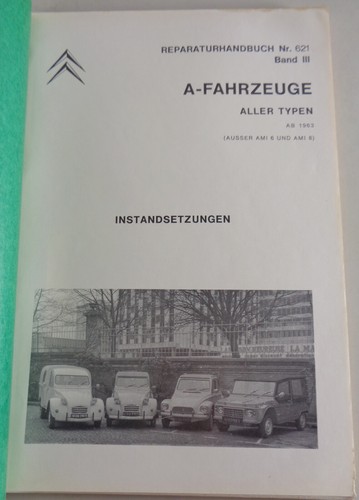 REPARATURHANDBUCH Nr. 621
Band III
A-FAHRZEUGE
ALLER TYPEN
AB 1963
(AUSSER AMI 6 UND AMI 8)
INSTANDSETZUNGEN